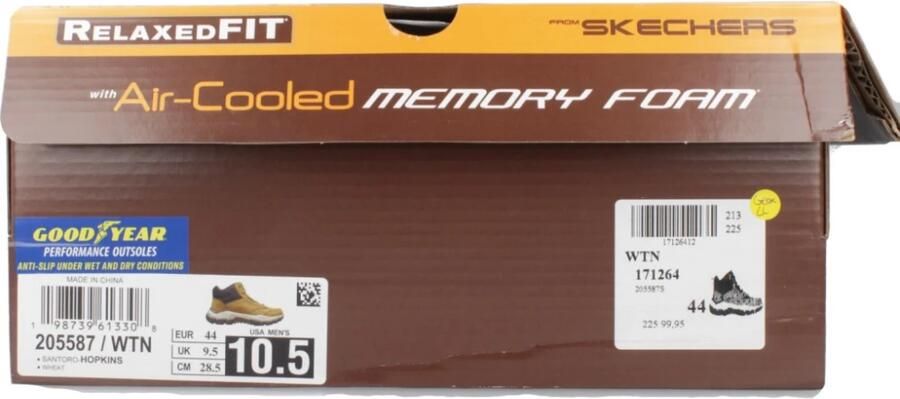 RELAXEDFIT
FROM SKECHERS
with Air-Cooled MEMORY FOAM
GOOD YEAR
PERFORMANCE OUTSOLES
ANTI-SLIP UNDER WET AND DRY CONDITIONS
MADE IN CHINA
1 98739 61330 8
205587 / WTN
• SANTORO-HOPKINS
• WHEAT
EUR 44
UK 9.5
CM 28.5
USA MEN'S
10.5
213
225
17126412
WTN
171264
205587S
44
225 99,95